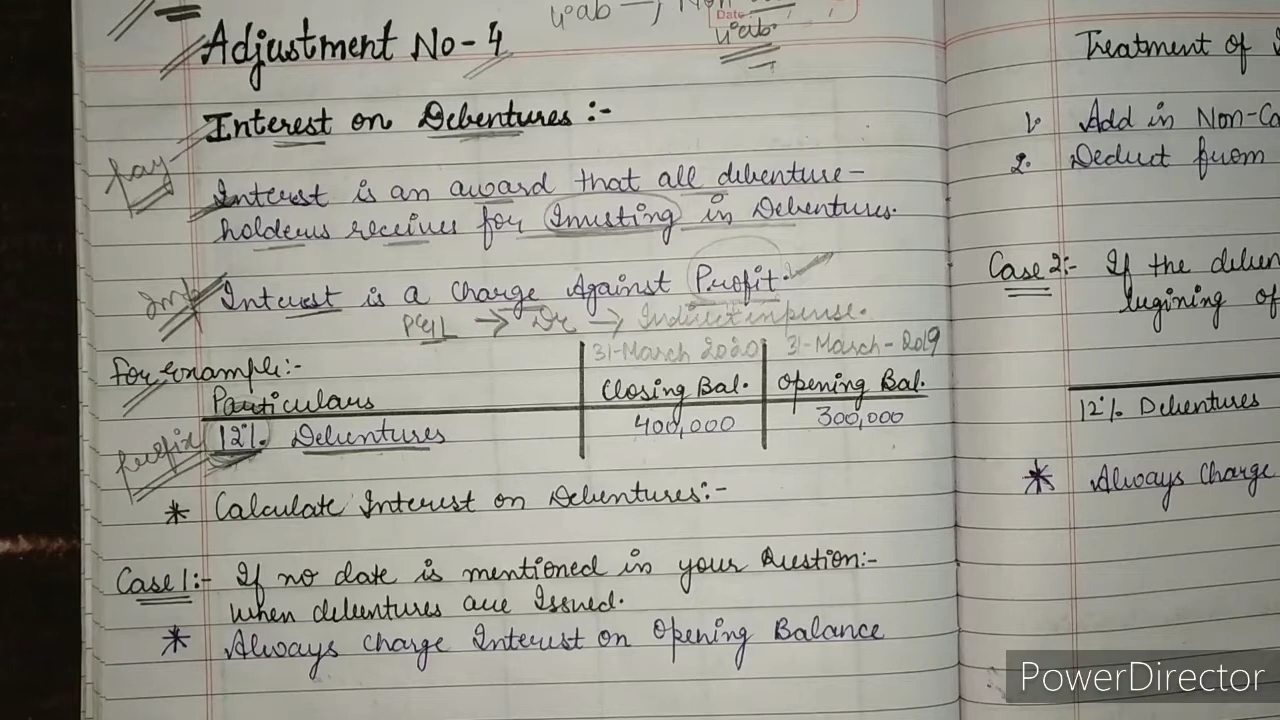 Date
Adjustment No-4
Interest on Debentures :-
Pay
Interest is an award that all debenture-
holders receives for Investing in Debentures.
Imp
Interest is a charge Against Profit.
P&L → Dr → Indirect expense.
For example:-
31-March 2020 31-March-2019
Particulars Closing Bal. Opening Bal.
prefix 12% Debentures 400,000 300,000
* Calculate Interest on Debentures:-
Case 1:- If no date is mentioned in your Question:-
when debentures are Issued.
* Always Charge Interest on Opening Balance
Treatment of
1. Add in Non-C
2. Deduct from
Case 2:- If the deben
begining of
12% Debentures
* Always Charge
PowerDirector